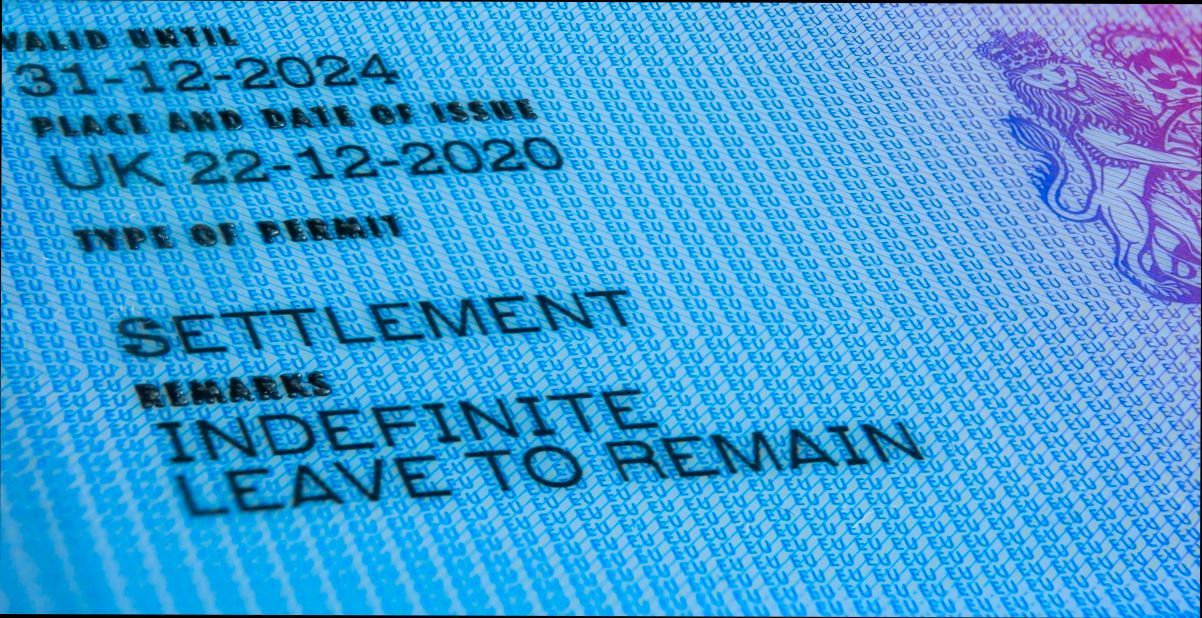 VALID UNTIL
31-12-2024
PLACE AND DATE OF ISSUE
UK 22-12-2020
TYPE OF PERMIT
SETTLEMENT
REMARKS
INDEFINITE
LEAVE TO REMAIN